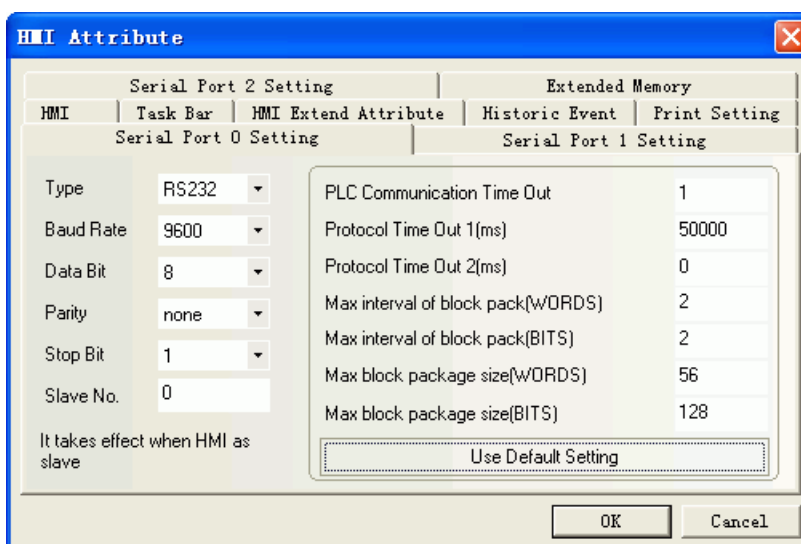 HMI Attribute
Serial Port 2 Setting
Extended Memory
HMI
Task Bar
HMI Extend Attribute
Historic Event
Print Setting
Serial Port 0 Setting
Serial Port 1 Setting
Type RS232
Baud Rate 9600
Data Bit 8
Parity none
Stop Bit 1
Slave No. 0
It takes effect when HMI as
slave
PLC Communication Time Out 1
Protocol Time Out 1(ms) 50000
Protocol Time Out 2(ms) 0
Max interval of block pack(WORDS) 2
Max interval of block pack(BITS) 2
Max block package size(WORDS) 56
Max block package size(BITS) 128
Use Default Setting
OK
Cancel